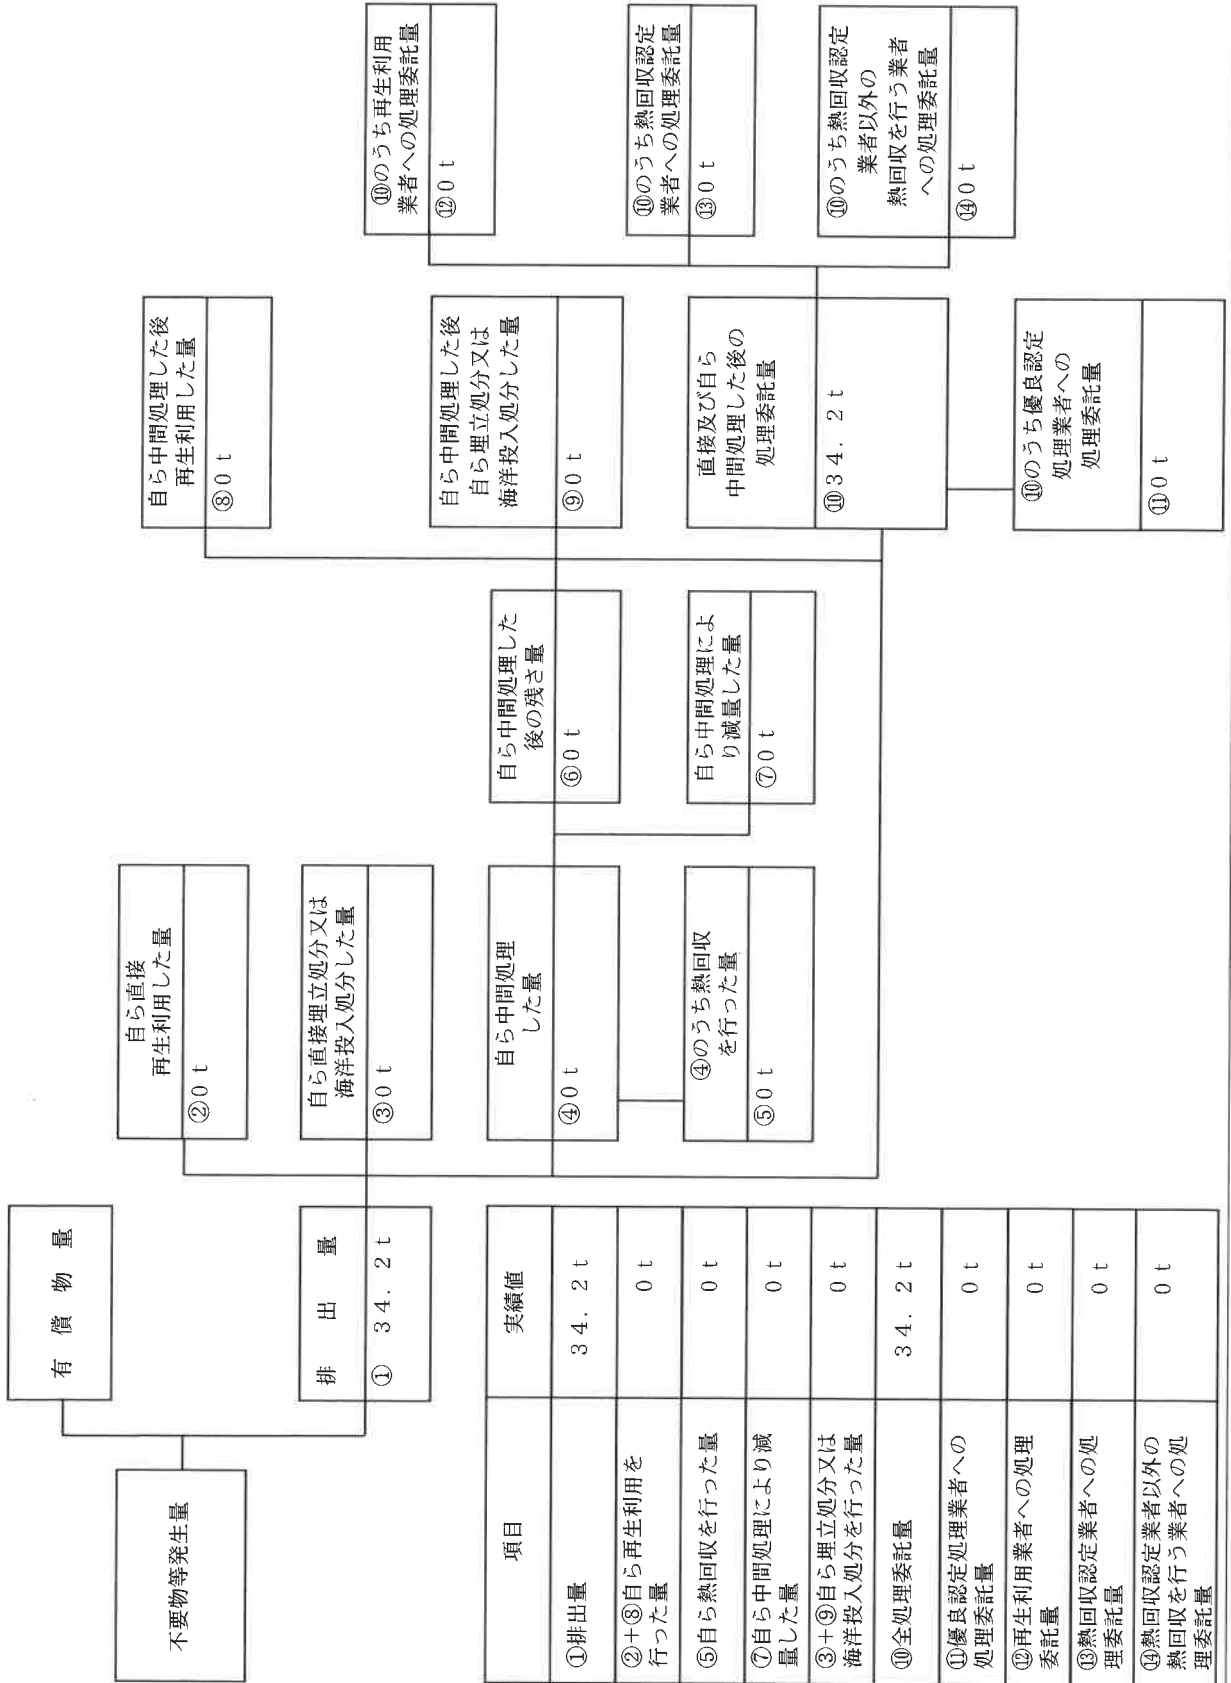 不要物等発生量
有償物量
排出量
① 34.2t
自ら直接
再生利用した量
②0t
自ら直接埋立処分又は
海洋投入処分した量
③0t
自ら中間処理
した量
④0t
④のうち熱回収
を行った量
⑤0t
自ら中間処理した
後の残さ量
⑥0t
自ら中間処理によ
り減量した量
⑦0t
自ら中間処理した後
再生利用した量
⑧0t
自ら中間処理した後
自ら埋立処分又は
海洋投入処分した量
⑨0t
直接及び自ら
中間処理した後の
処理委託量
⑩34.2t
⑩のうち優良認定
処理業者への
処理委託量
⑪0t
⑩のうち再生利用
業者への処理委託量
⑫0t
⑩のうち熱回収認定
業者への処理委託量
⑬0t
⑩のうち熱回収認定
業者以外の
熱回収を行う業者
への処理委託量
⑭0t
項目
実績値
①排出量
34.2t
②+⑧自ら再生利用を
行った量
0t
⑤自ら熱回収を行った量
0t
⑦自ら中間処理により減
量した量
0t
③+⑨自ら埋立処分又は
海洋投入処分を行った量
0t
⑩全処理委託量
34.2t
⑪優良認定処理業者への
処理委託量
0t
⑫再生利用業者への処理
委託量
0t
⑬熱回収認定業者への処
理委託量
0t
⑭熱回収認定業者以外の
熱回収を行う業者への処
理委託量
0t